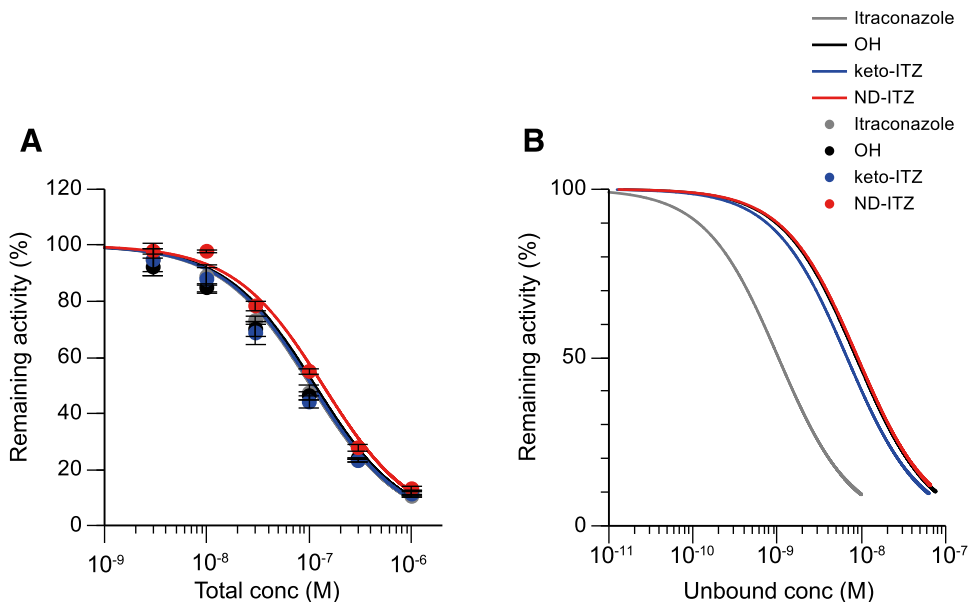 Itraconazole
OH
keto-ITZ
ND-ITZ
Itraconazole
OH
keto-ITZ
ND-ITZ
A
Remaining activity (%)
120
100
80
60
40
20
0
10⁻⁹
10⁻⁸
10⁻⁷
10⁻⁶
Total conc (M)
B
Remaining activity (%)
100
50
0
10⁻¹¹
10⁻¹⁰
10⁻⁹
10⁻⁸
10⁻⁷
Unbound conc (M)